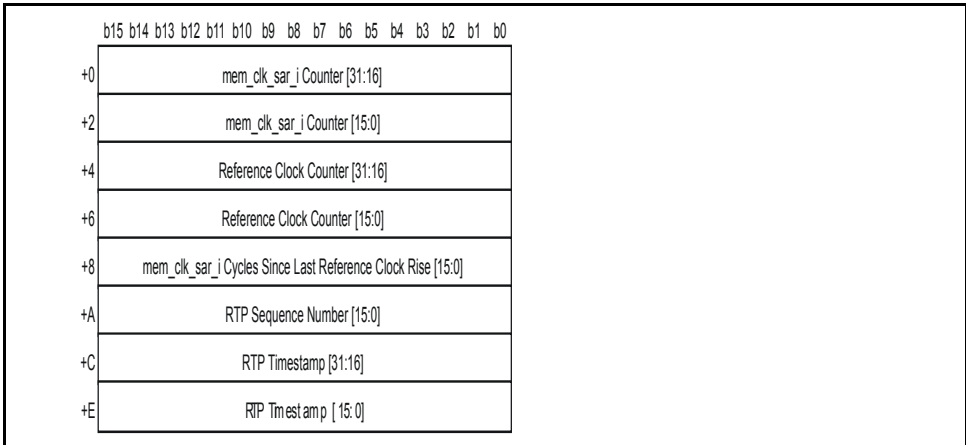 b15 b14 b13 b12 b11 b10 b9 b8 b7 b6 b5 b4 b3 b2 b1 b0
+0 mem_clk_sar_i Counter [31:16]
+2 mem_clk_sar_i Counter [15:0]
+4 Reference Clock Counter [31:16]
+6 Reference Clock Counter [15:0]
+8 mem_clk_sar_i Cycles Since Last Reference Clock Rise [15:0]
+A RTP Sequence Number [15:0]
+C RTP Timestamp [31:16]
+E RTP Timestamp [15:0]